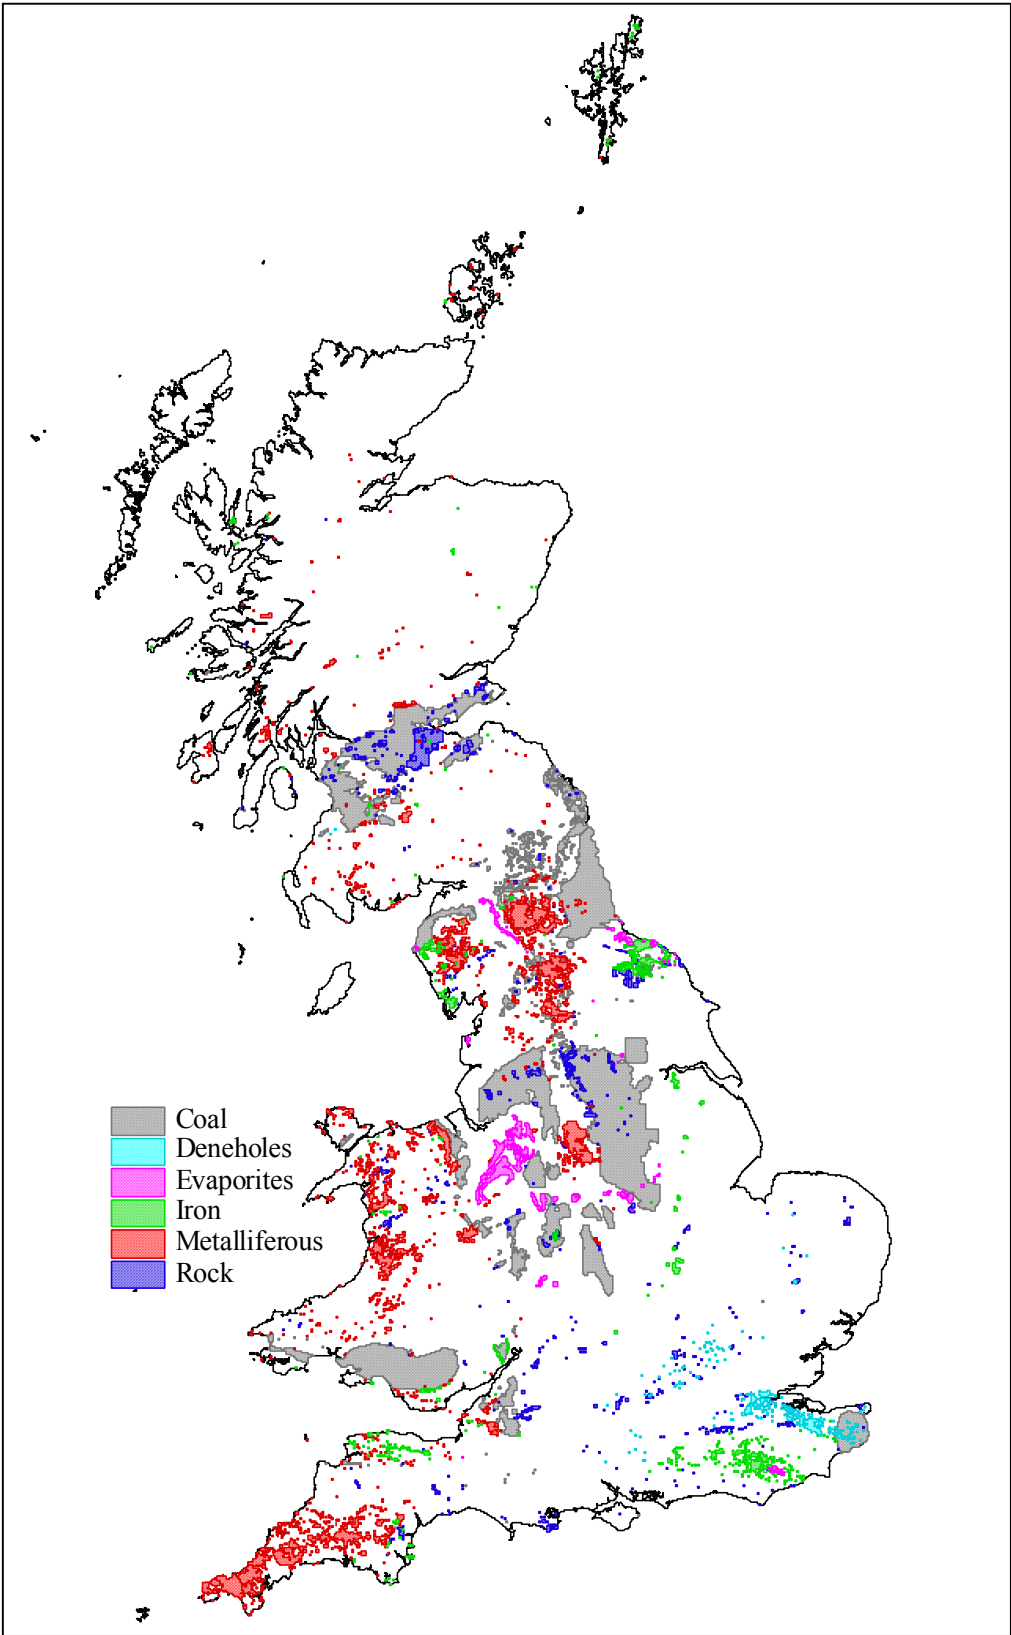 Coal
Deneholes
Evaporites
Iron
Metalliferous
Rock